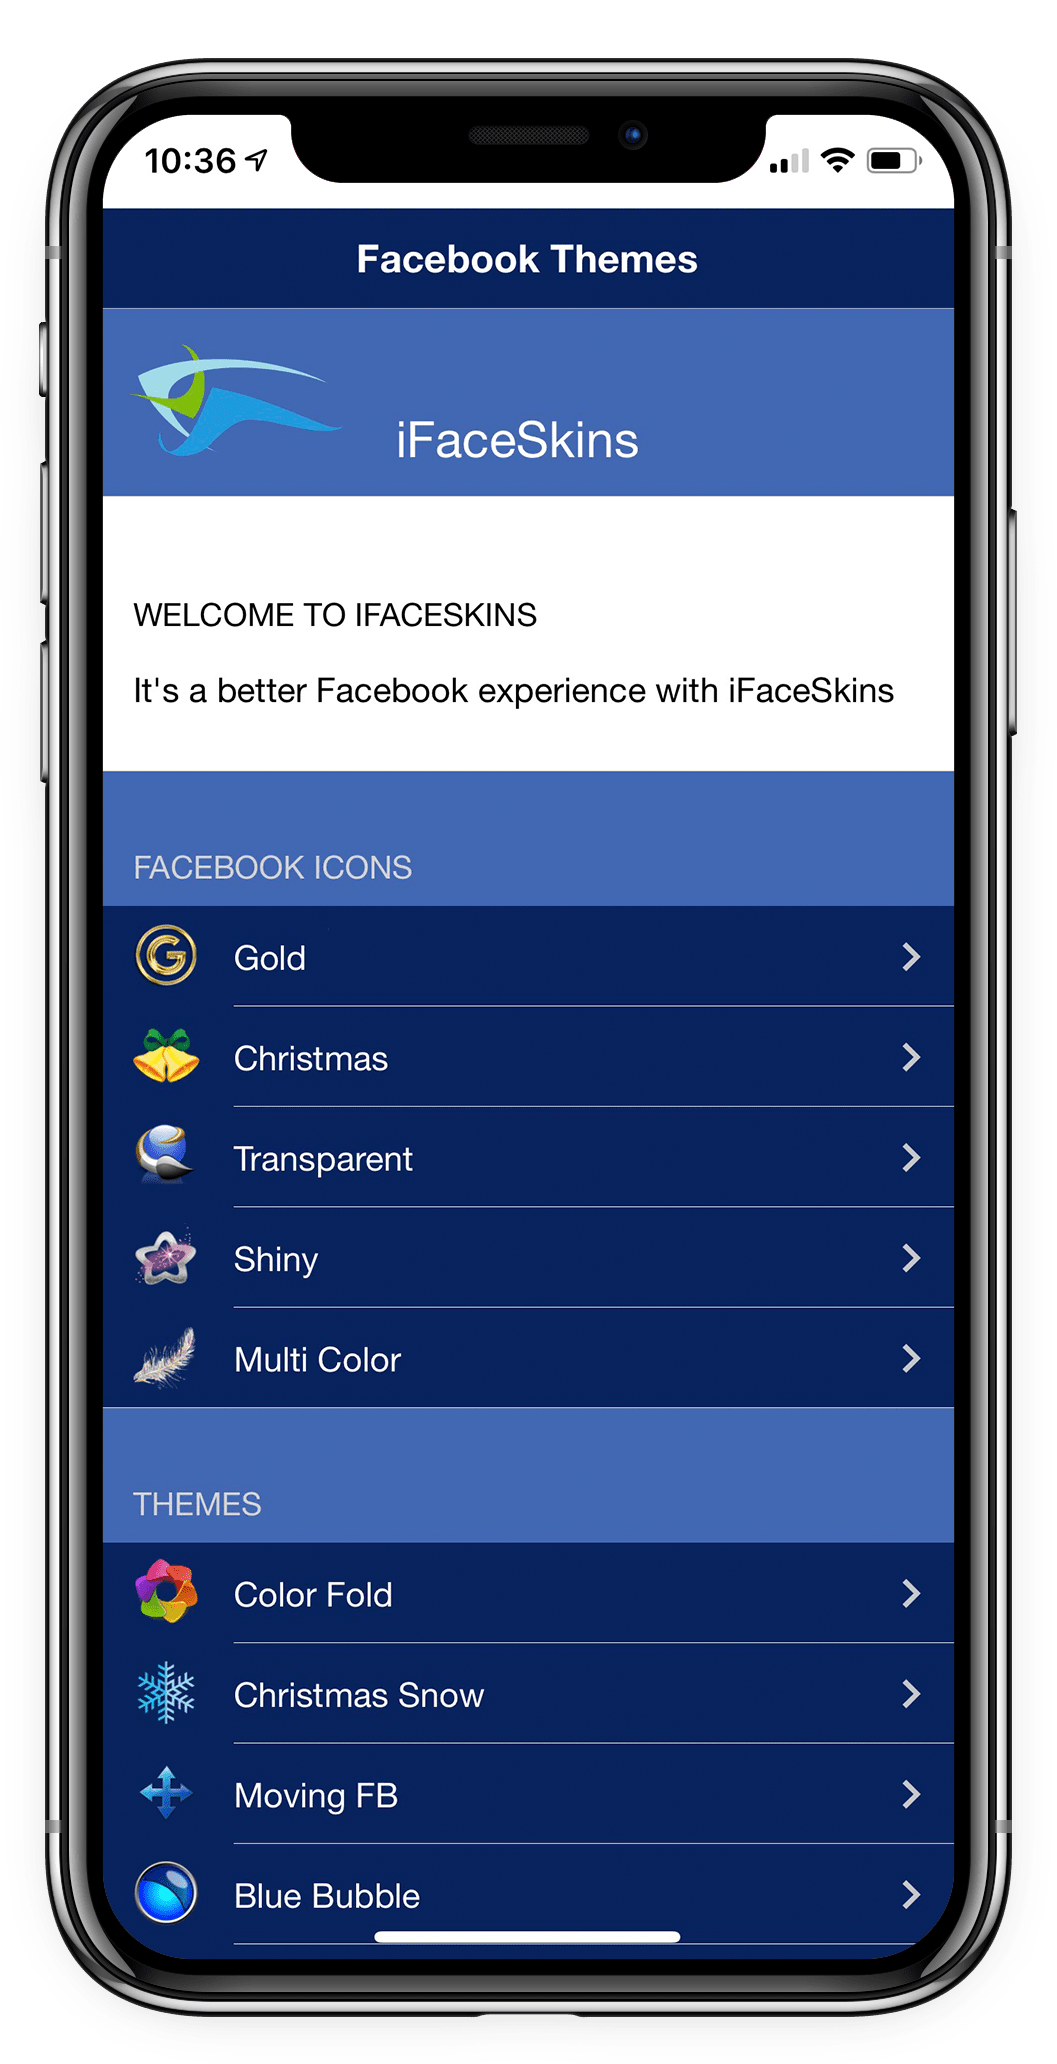 10:36
Facebook Themes
iFaceSkins
WELCOME TO IFACESKINS
It's a better Facebook experience with iFaceSkins
FACEBOOK ICONS
G
Gold
Christmas
Transparent
Shiny
Multi Color
THEMES
Color Fold
Christmas Snow
Moving FB
Blue Bubble